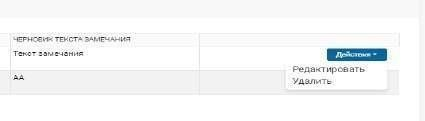 ЧЕРНОВИК ТЕКСТА ЗАМЕЧАНИЯ
Текст замечания
Действия
Редактировать
Удалить
АА